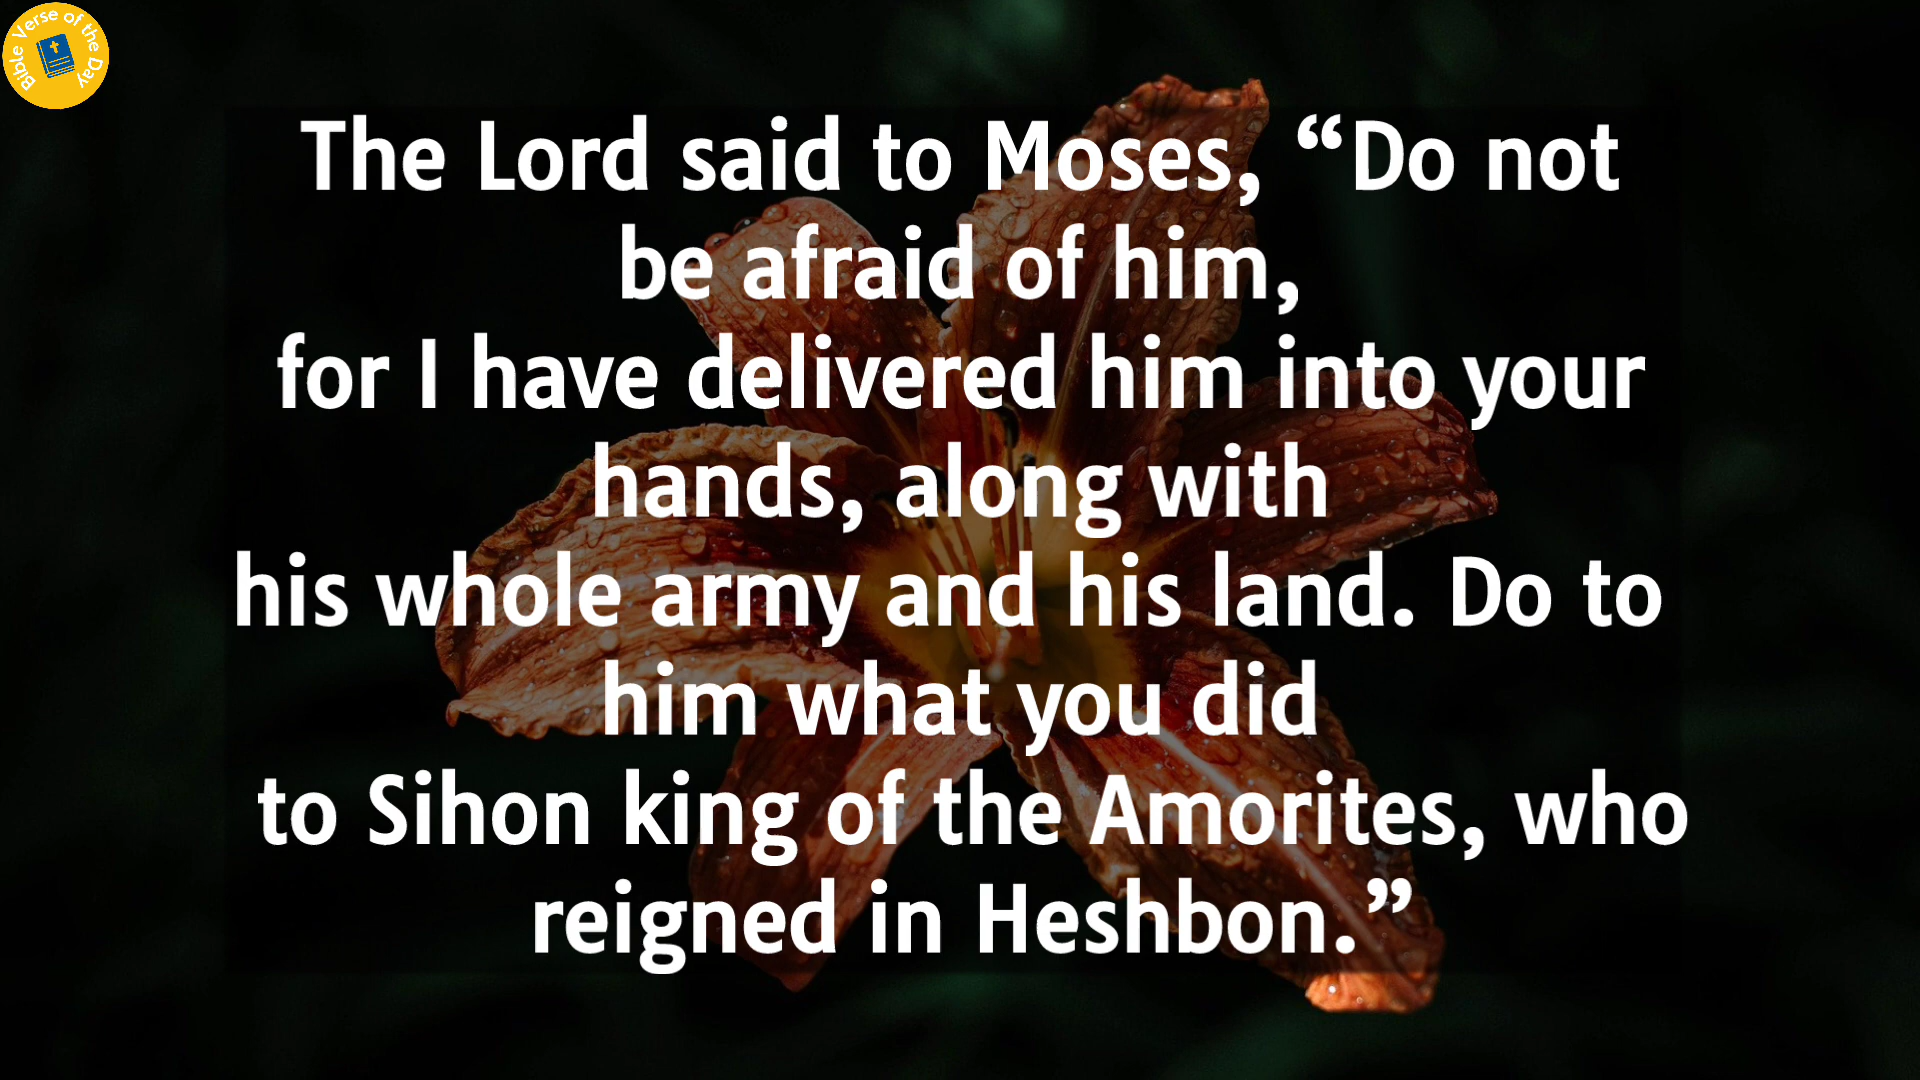 Bible Verse of the Day
The Lord said to Moses, “Do not
be afraid of him,
for I have delivered him into your
hands, along with
his whole army and his land. Do to
him what you did
to Sihon king of the Amorites, who
reigned in Heshbon.”